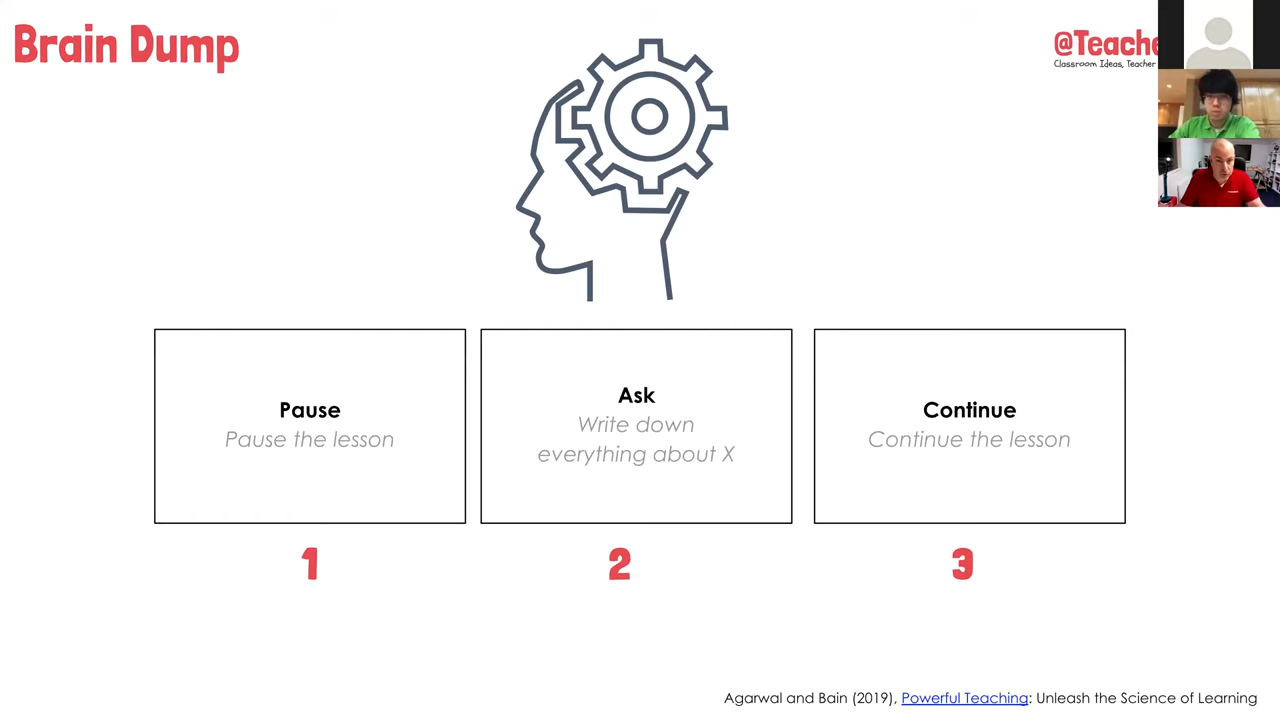 Brain Dump
@Teache
Classroom Ideas, Teacher
Pause
Pause the lesson
Ask
Write down
everything about X
Continue
Continue the lesson
1
2
3
Agarwal and Bain (2019), Powerful Teaching: Unleash the Science of Learning